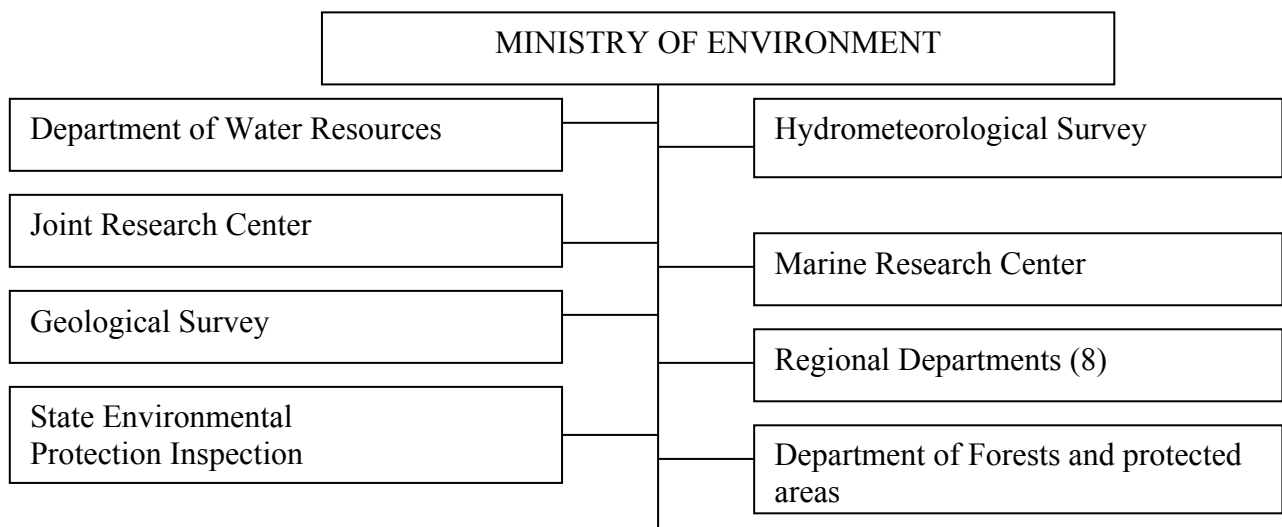 MINISTRY OF ENVIRONMENT
Department of Water Resources
Joint Research Center
Geological Survey
State Environmental
Protection Inspection
Hydrometeorological Survey
Marine Research Center
Regional Departments (8)
Department of Forests and protected
areas